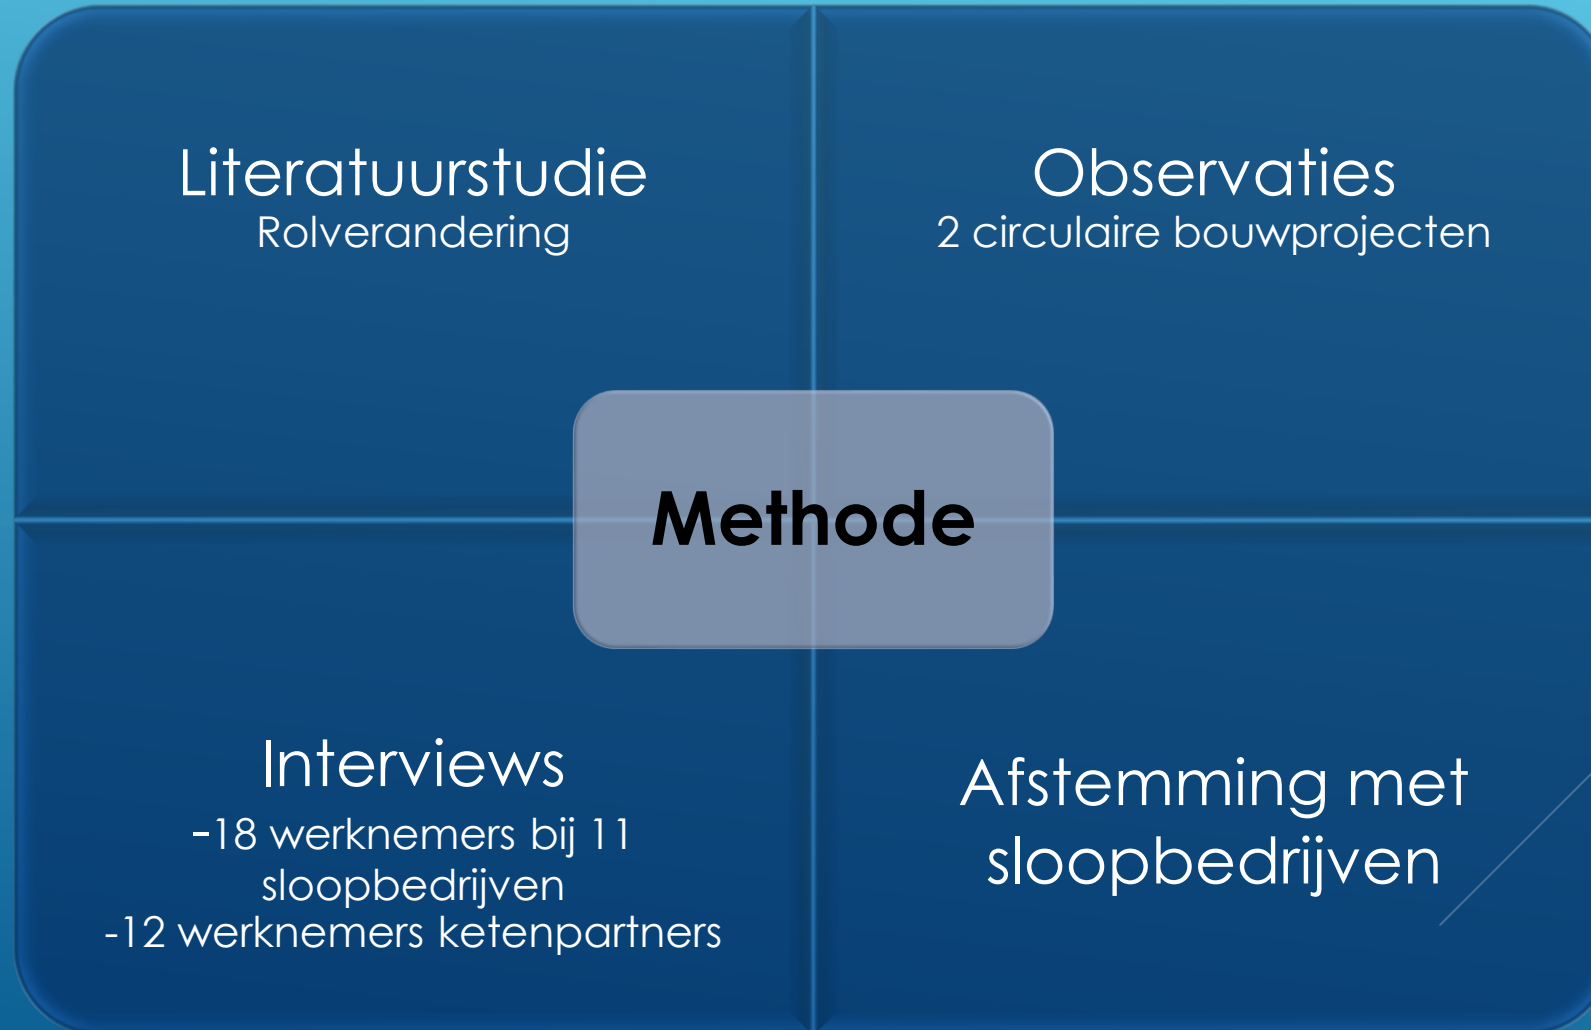 Literatuurstudie
Rolverandering
Observaties
2 circulaire bouwprojecten
Methode
Interviews
-18 werknemers bij 11
sloopbedrijven
-12 werknemers ketenpartners
Afstemming met
sloopbedrijven